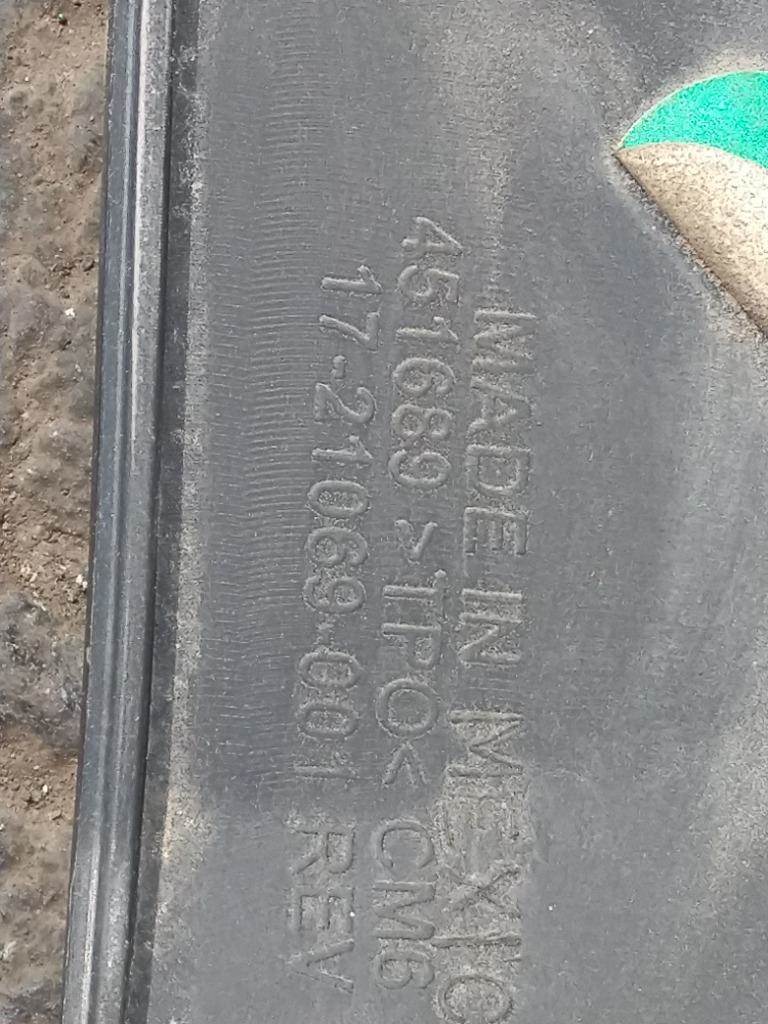 MADE IN MEXICO
451689 >TPO< CM6
17-21069-001 REV